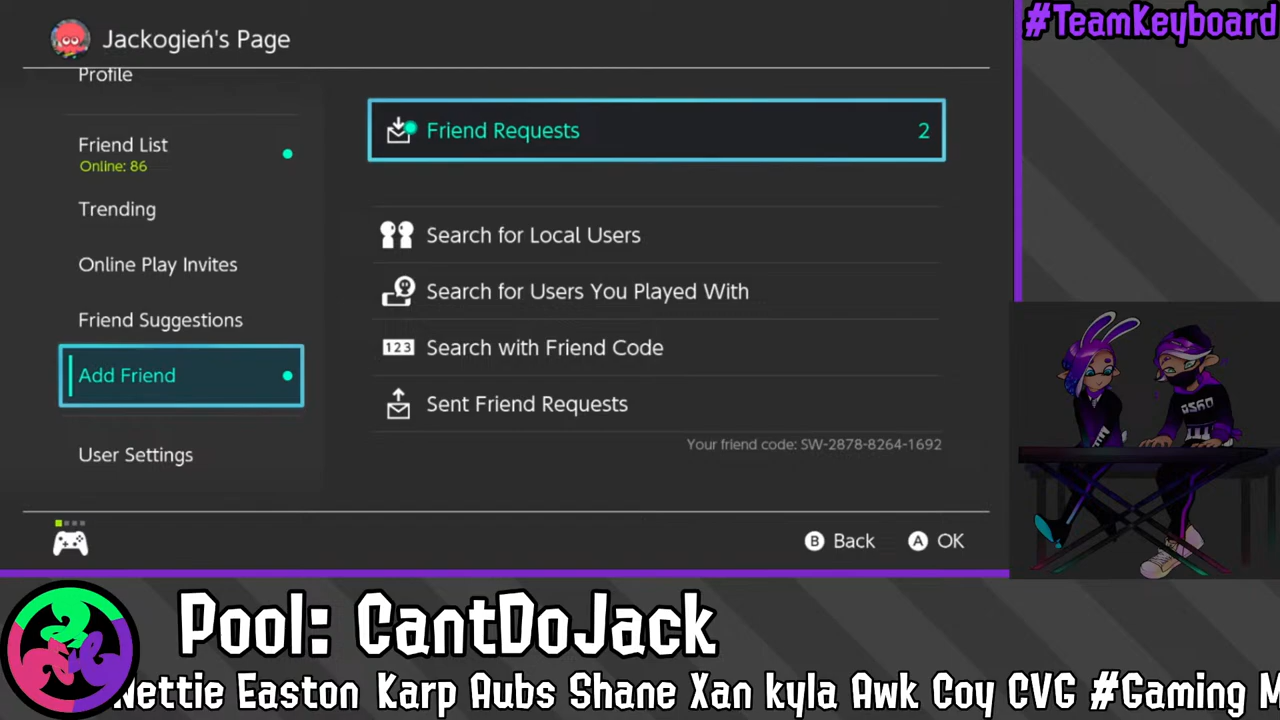 Jackogień's Page
#TeamKeyboard
Profile
Friend List
Online: 86
Trending
Online Play Invites
Friend Suggestions
Add Friend
User Settings
Friend Requests 2
Search for Local Users
Search for Users You Played With
123 Search with Friend Code
Sent Friend Requests
Your friend code: SW-2878-8264-1692
B Back A OK
Pool: CantDoJack
Nettie Easton Karp Aubs Shane Xan kyla Awk Coy CVG #Gaming M